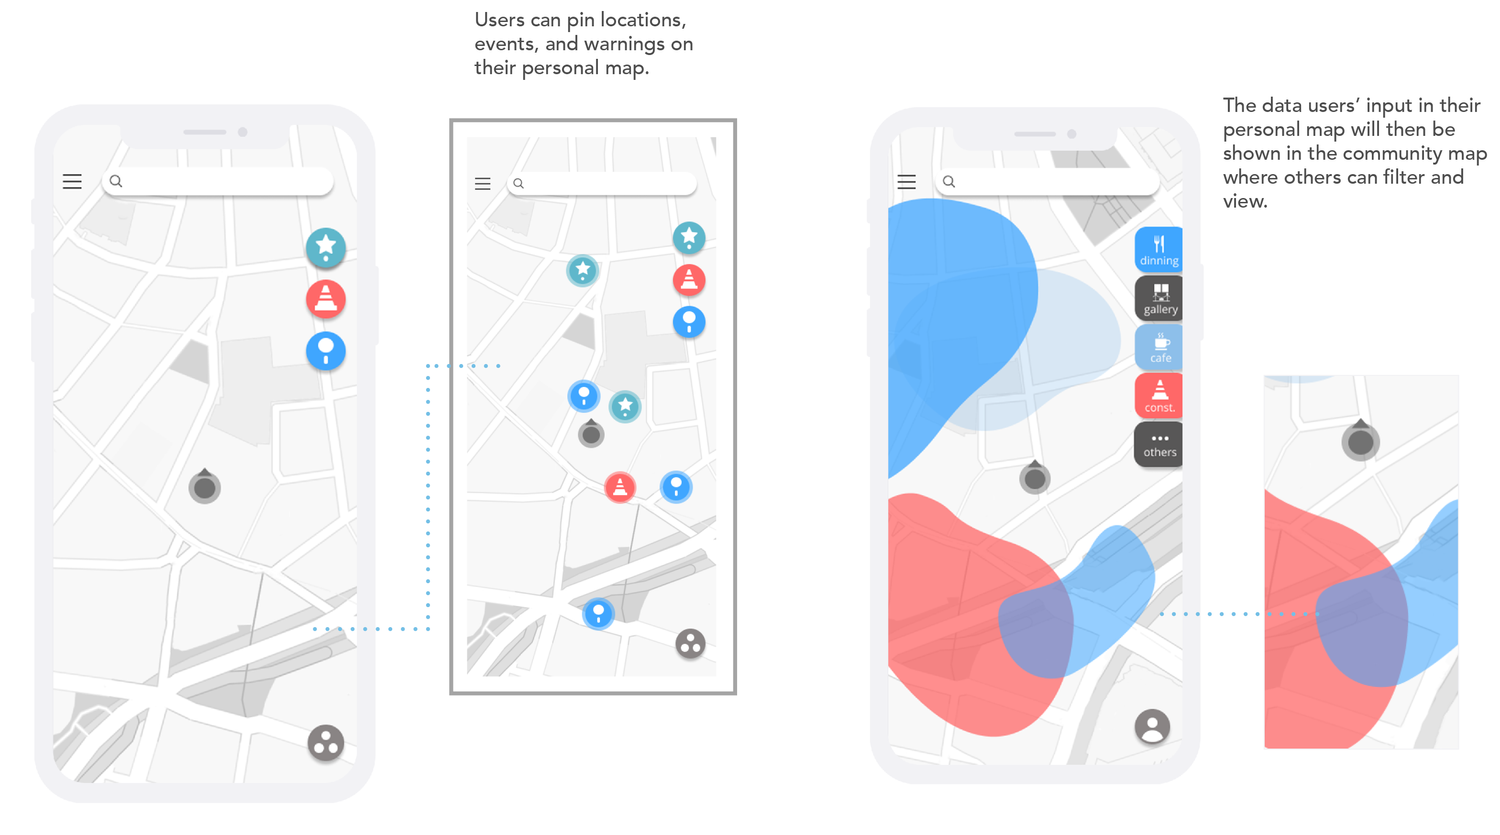 Users can pin locations,
events, and warnings on
their personal map.
The data users’ input in their
personal map will then be
shown in the community map
where others can filter and
view.
dinning
gallery
cafe
const.
others